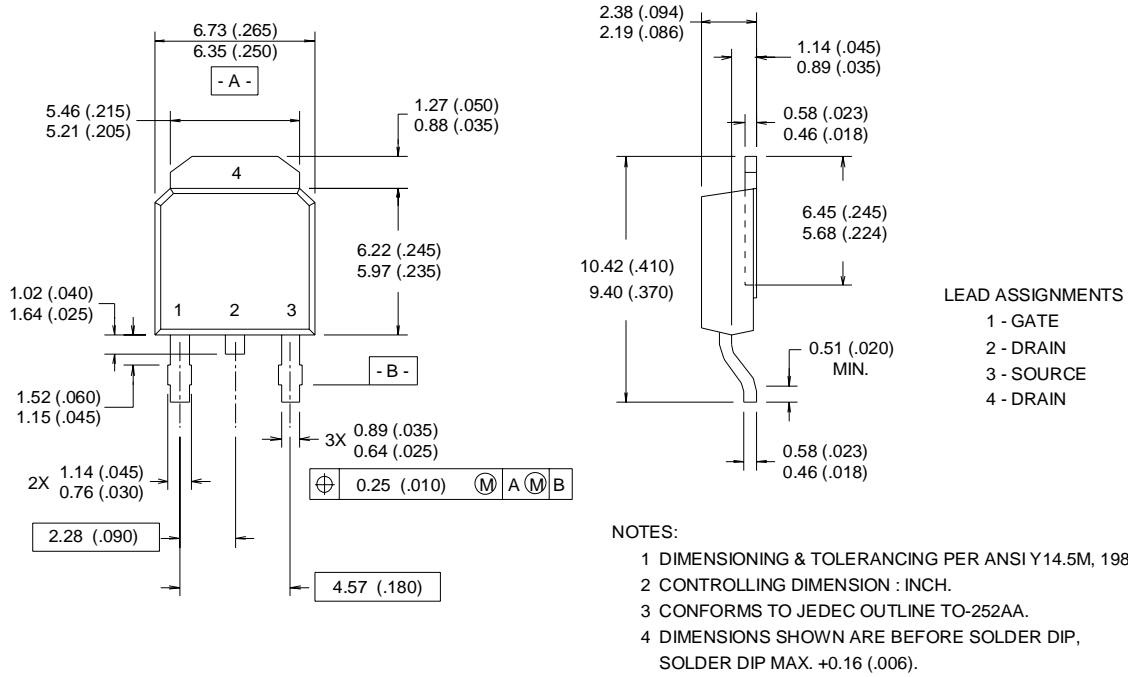 6.73 (.265)
6.35 (.250)
- A -
5.46 (.215)
5.21 (.205)
1.27 (.050)
0.88 (.035)
4
6.22 (.245)
5.97 (.235)
1.02 (.040)
1.64 (.025)
1 2 3
1.52 (.060)
1.15 (.045)
- B -
3X 0.89 (.035)
0.64 (.025)
2X 1.14 (.045)
0.76 (.030)
0.25 (.010) M A M B
2.28 (.090)
4.57 (.180)
2.38 (.094)
2.19 (.086)
1.14 (.045)
0.89 (.035)
0.58 (.023)
0.46 (.018)
6.45 (.245)
5.68 (.224)
10.42 (.410)
9.40 (.370)
0.51 (.020)
MIN.
0.58 (.023)
0.46 (.018)
LEAD ASSIGNMENTS
1 - GATE
2 - DRAIN
3 - SOURCE
4 - DRAIN
NOTES:
1 DIMENSIONING & TOLERANCING PER ANSI Y14.5M, 198
2 CONTROLLING DIMENSION : INCH.
3 CONFORMS TO JEDEC OUTLINE TO-252AA.
4 DIMENSIONS SHOWN ARE BEFORE SOLDER DIP,
SOLDER DIP MAX. +0.16 (.006).